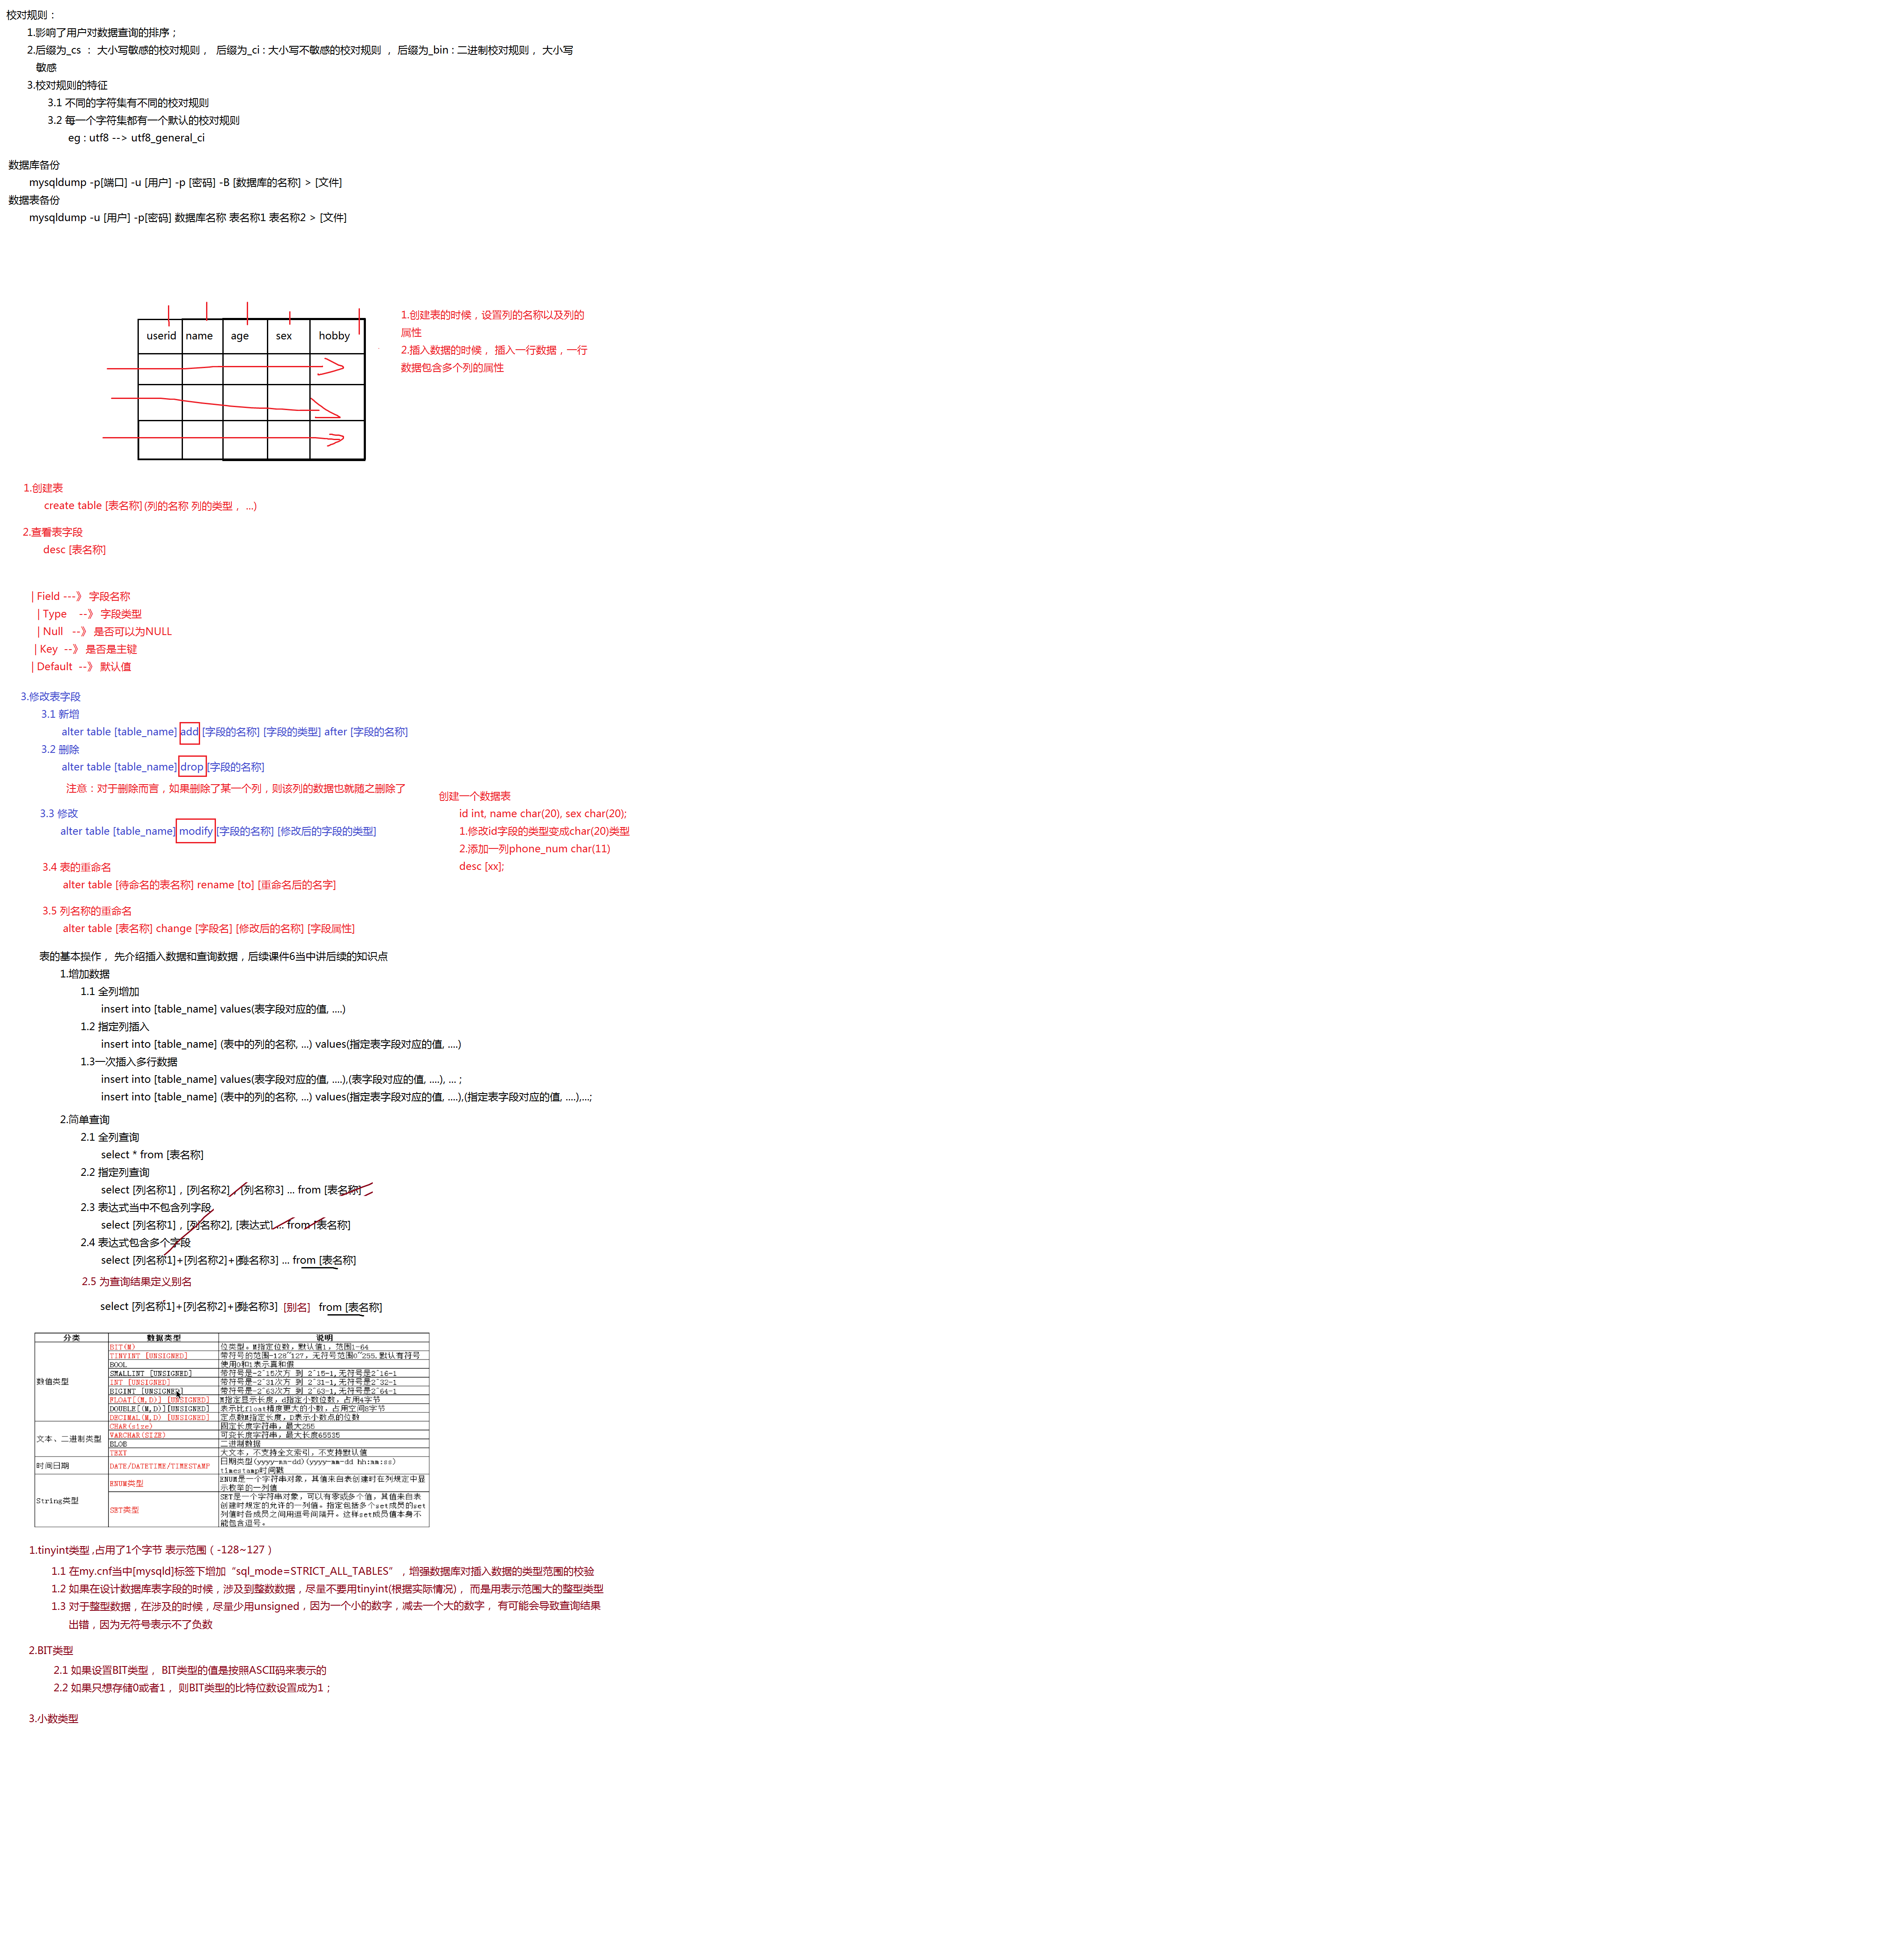 校对规则：
1.影响了用户对数据查询的排序；
2.后缀为_cs ： 大小写敏感的校对规则， 后缀为_ci : 大小写不敏感的校对规则 ， 后缀为_bin : 二进制校对规则， 大小写
敏感
3.校对规则的特征
3.1 不同的字符集有不同的校对规则
3.2 每一个字符集都有一个默认的校对规则
eg : utf8 --> utf8_general_ci
数据库备份
mysqldump -p[端口] -u [用户] -p [密码] -B [数据库的名称] > [文件]
数据表备份
mysqldump -u [用户] -p[密码] 数据库名称 表名称1 表名称2 > [文件]
userid name age sex hobby
1.创建表的时候，设置列的名称以及列的
属性
2.插入数据的时候， 插入一行数据，一行
数据包含多个列的属性
1.创建表
create table [表名称] (列的名称 列的类型， ...)
2.查看表字段
desc [表名称]
| Field ---》 字段名称
| Type --》 字段类型
| Null --》 是否可以为NULL
| Key --》 是否是主键
| Default --》 默认值
3.修改表字段
3.1 新增
alter table [table_name] add [字段的名称] [字段的类型] after [字段的名称]
3.2 删除
alter table [table_name] drop [字段的名称]
注意：对于删除而言，如果删除了某一个列，则该列的数据也就随之删除了
3.3 修改
alter table [table_name] modify [字段的名称] [修改后的字段的类型]
创建一个数据表
id int, name char(20), sex char(20);
1.修改id字段的类型变成char(20)类型
2.添加一列phone_num char(11)
desc [xx];
3.4 表的重命名
alter table [待命名的表名称] rename [to] [重命名后的名字]
3.5 列名称的重命名
alter table [表名称] change [字段名] [修改后的名称] [字段属性]
表的基本操作， 先介绍插入数据和查询数据，后续课件6当中讲后续的知识点
1.增加数据
1.1 全列增加
insert into [table_name] values(表字段对应的值, ....)
1.2 指定列插入
insert into [table_name] (表中的列的名称, ...) values(指定表字段对应的值, ....)
1.3一次插入多行数据
insert into [table_name] values(表字段对应的值, ....),(表字段对应的值, ....), ... ;
insert into [table_name] (表中的列的名称, ...) values(指定表字段对应的值, ....),(指定表字段对应的值, ....),...;
2.简单查询
2.1 全列查询
select * from [表名称]
2.2 指定列查询
select [列名称1] , [列名称2] , [列名称3] ... from [表名称]
2.3 表达式当中不包含列字段
select [列名称1] , [列名称2], [表达式] ... from [表名称]
2.4 表达式包含多个字段
select [列名称1]+[列名称2]+[列名称3] ... from [表名称]
2.5 为查询结果定义别名
select [列名称1]+[列名称2]+[列名称3] [别名] from [表名称]
分类 数据类型 说明
数值类型
BIT(M) 位类型。M指定位数，默认值1，范围1-64
TINYINT [UNSIGNED] 带符号的范围-128~127，无符号范围0~255.默认有符号
BOOL 使用0和1表示真和假
SMALLINT [UNSIGNED] 带符号是-2^15次方 到 2^15-1,无符号是2^16-1
INT [UNSIGNED] 带符号是-2^31次方 到 2^31-1,无符号是2^32-1
BIGINT [UNSIGNED] 带符号是-2^63次方 到 2^63-1,无符号是2^64-1
FLOAT[(M,D)] [UNSIGNED] M指定显示长度，d指定小数位数，占用4字节
DOUBLE[(M,D)][UNSIGNED] 表示比float精度更大的小数，占用空间8字节
DECIMAL(M,D) [UNSIGNED] 定点数M指定长度，D表示小数点的位数
文本、二进制类型
CHAR(size) 固定长度字符串，最大255
VARCHAR(SIZE) 可变长度字符串，最大长度65535
BLOB 二进制数据
TEXT 大文本，不支持全文索引，不支持默认值
时间日期 DATE/DATETIME/TIMESTAMP 日期类型(yyyy-mm-dd)(yyyy-mm-dd hh:mm:ss)
timestamp时间戳
String类型
ENUM类型 ENUM是一个字符串对象，其值来自表创建时在列规定中显
示枚举的一列值
SET类型 SET是一个字符串对象，可以有零或多个值，其值来自表
创建时规定的允许的一列值。指定包括多个set成员的set
列值时各成员之间用逗号间隔开。这样set成员值本身不
能包含逗号。
1.tinyint类型 ,占用了1个字节 表示范围（ -128~127 ）
1.1 在my.cnf当中[mysqld]标签下增加“sql_mode=STRICT_ALL_TABLES” ，增强数据库对插入数据的类型范围的校验
1.2 如果在设计数据库表字段的时候，涉及到整数数据，尽量不要用tinyint(根据实际情况) ， 而是用表示范围大的整型类型
1.3 对于整型数据，在涉及的时候，尽量少用unsigned，因为一个小的数字，减去一个大的数字， 有可能会导致查询结果
出错，因为无符号表示不了负数
2.BIT类型
2.1 如果设置BIT类型， BIT类型的值是按照ASCII码来表示的
2.2 如果只想存储0或者1 ， 则BIT类型的比特位数设置成为1；
3.小数类型